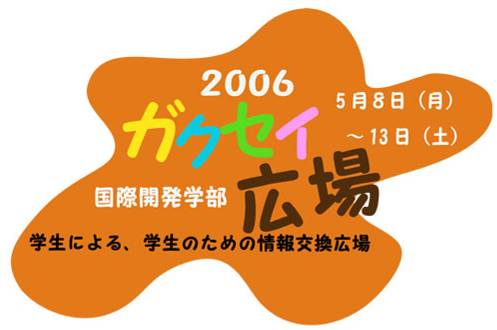 2006
5月8日（月）
ガクセイ
～13日（土）
国際開発学部
広場
学生による、学生のための情報交換広場